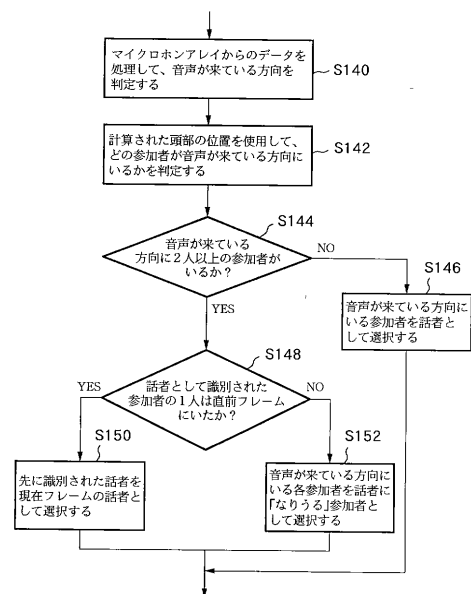 マイクロホンアレイからのデータを
処理して、音声が来ている方向を
判定する
S140
計算された頭部の位置を使用して、
どの参加者が音声が来ている方向に
いるかを判定する
S142
S144
音声が来ている
方向に2人以上の参加者が
いるか？
NO
YES
S146
音声が来ている方向に
いる参加者を話者
として選択する
S148
話者として識別された
参加者の1人は直前フレーム
にいたか？
YES
NO
S150
先に識別された話者を
現在フレームの話者と
として選択する
S152
音声が来ている方向に
いる各参加者を話者に
「なりうる」参加者と
として選択する